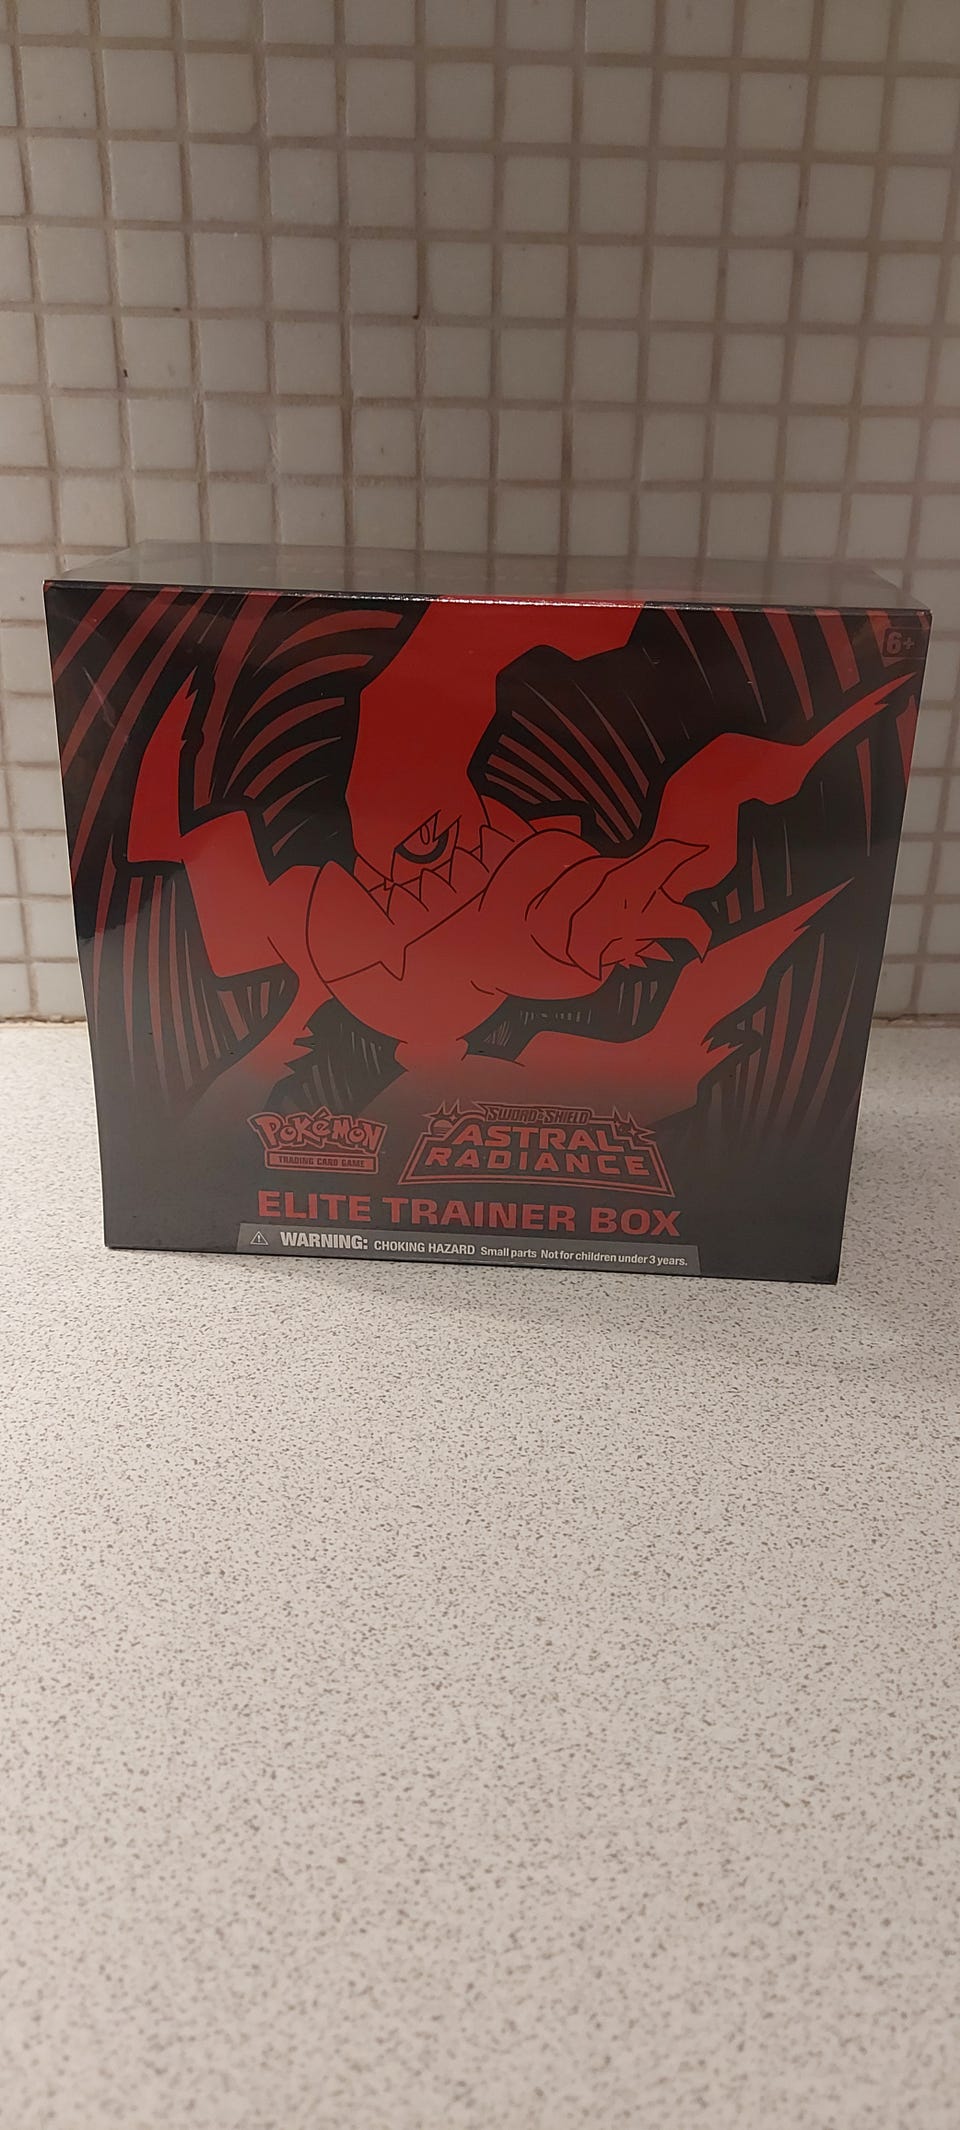 6+
POKéMON
TRADING CARD GAME
SWORD & SHIELD
ASTRAL
RADIANCE
ELITE TRAINER BOX
WARNING: CHOKING HAZARD Small parts Not for children under 3 years.